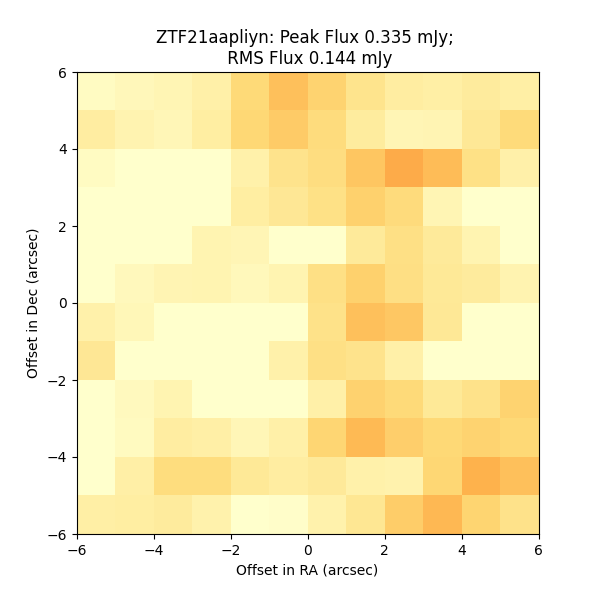 ZTF21aapliyn: Peak Flux 0.335 mJy;
RMS Flux 0.144 mJy
6
4
2
0
−2
−4
−6
Offset in Dec (arcsec)
−6 −4 −2 0 2 4 6
Offset in RA (arcsec)